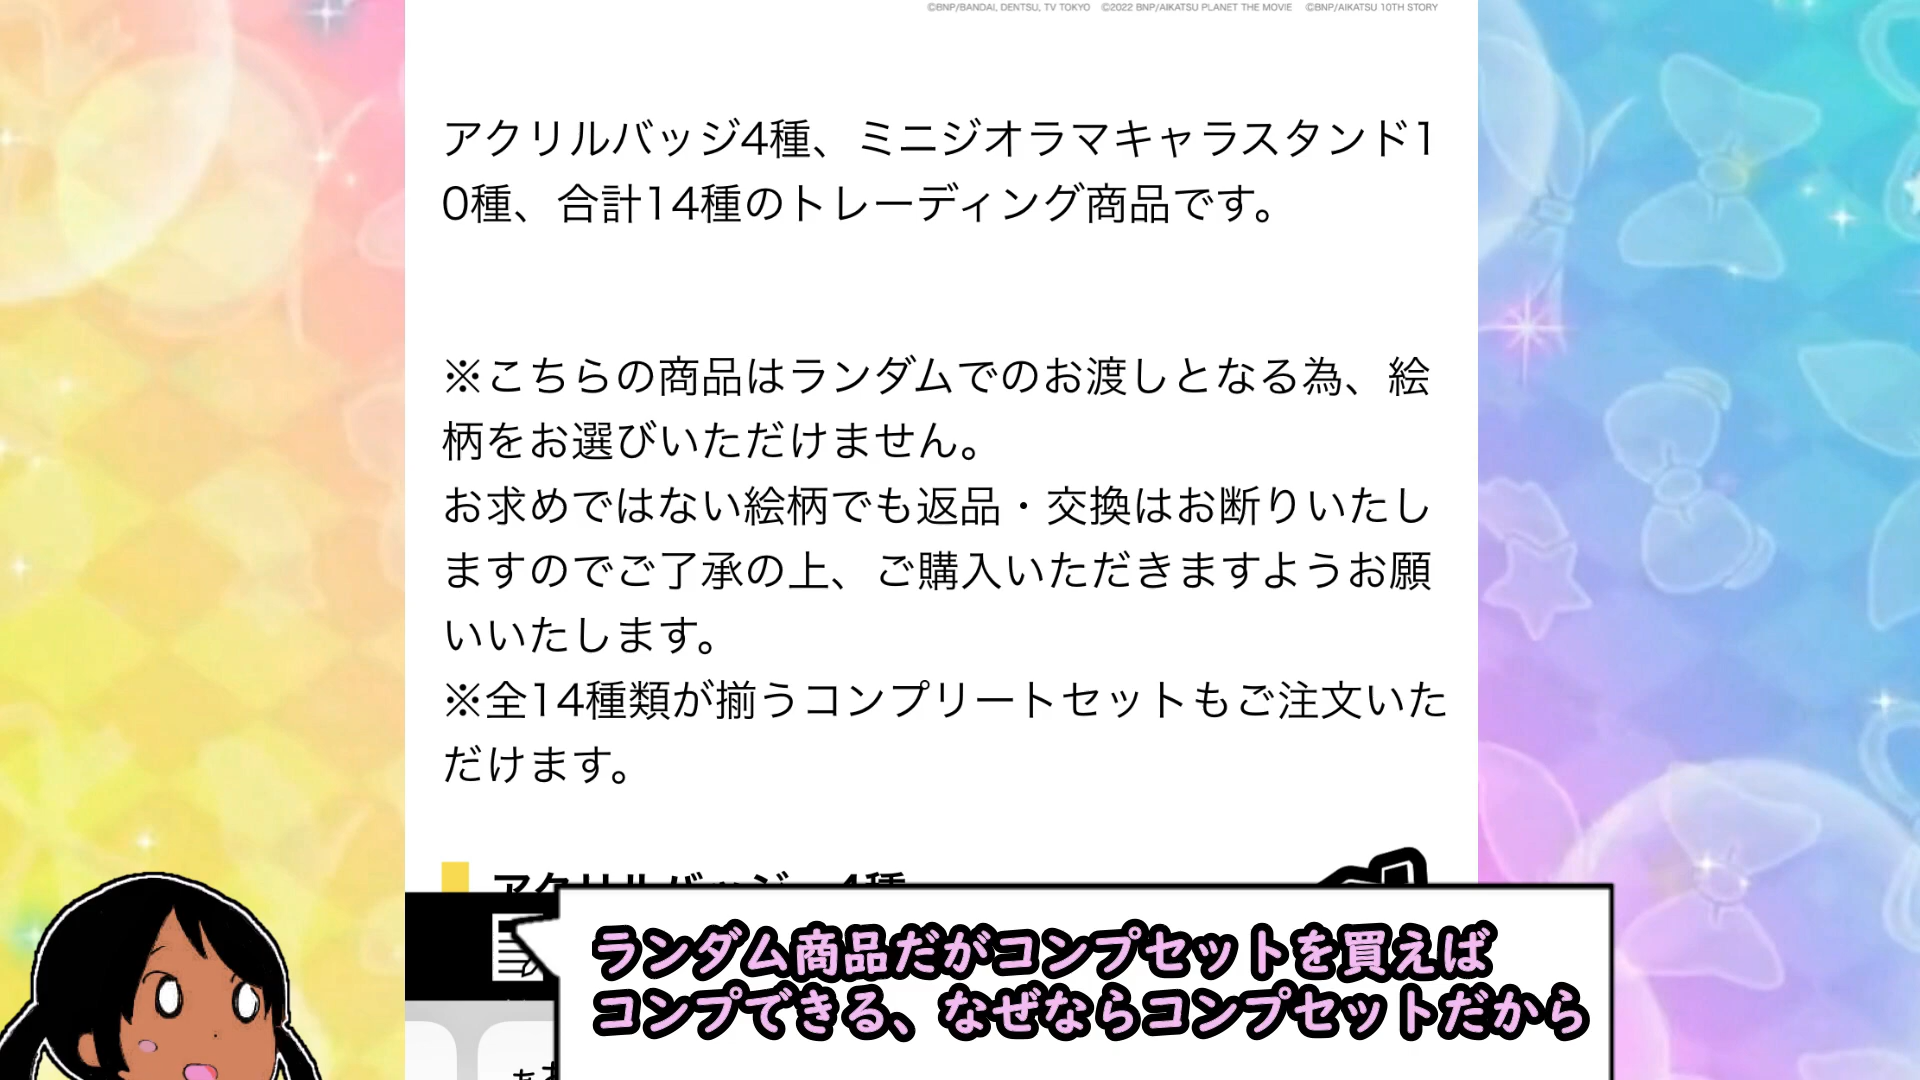 ©BNP/BANDAI, DENTSU, TV TOKYO ©2022 BNP/AIKATSU PLANET THE MOVIE ©BNP/AIKATSU 10TH STORY
アクリルバッジ4種、ミニジオラマキャラスタンド1
0種、合計14種のトレーディング商品です。
※こちらの商品はランダムでのお渡しとなる為、絵
柄をお選びいただけません。
お求めではない絵柄でも返品・交換はお断りいたし
ますのでご了承の上、ご購入いただきますようお願
いいたします。
※全14種類が揃うコンプリートセットもご注文いた
だけます。
アクリルバッジ 4種
ランダム商品だがコンプセットを買えば
コンプできる、なぜならコンプセットだから